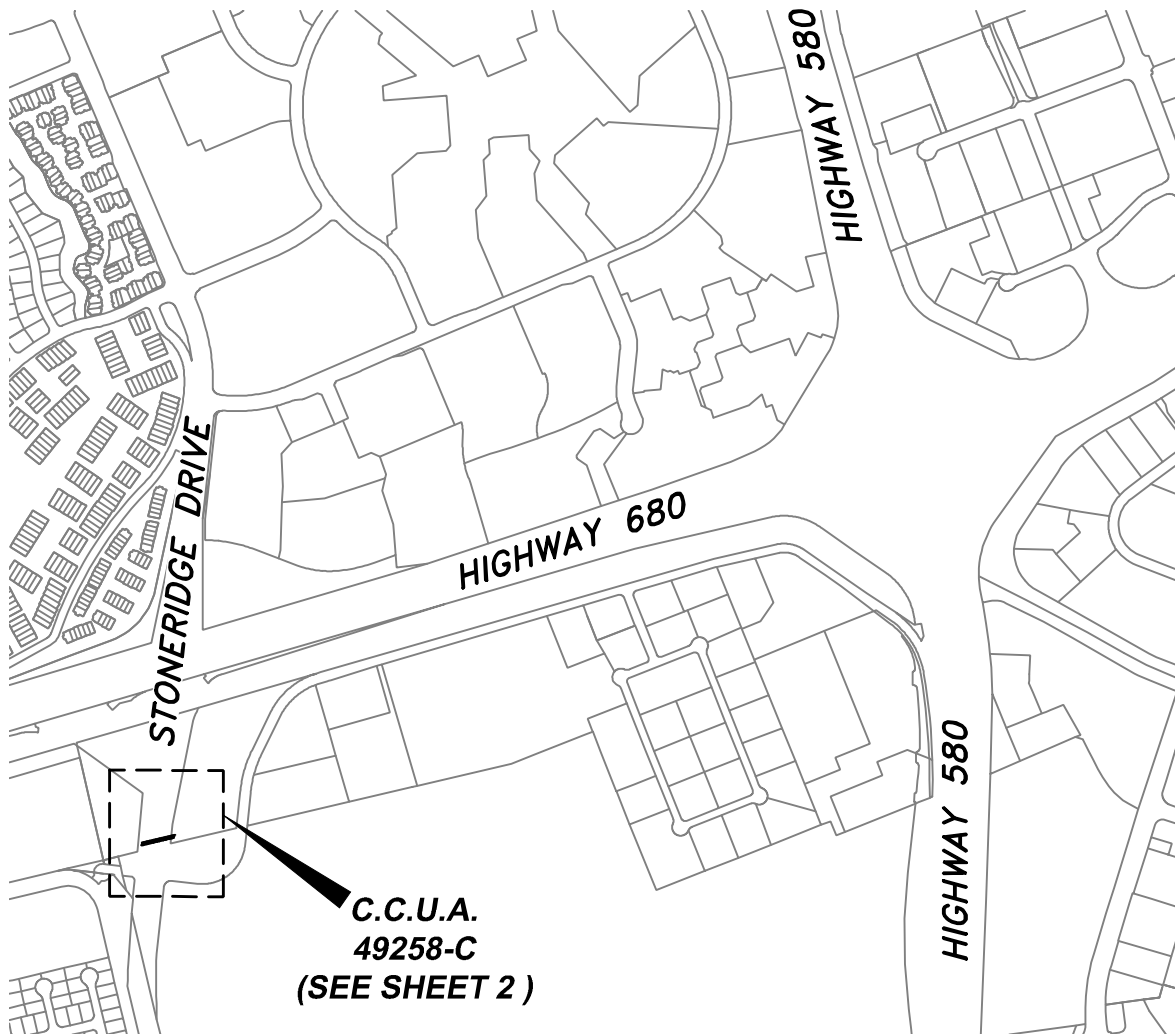 HIGHWAY 580
STONERIDGE DRIVE
HIGHWAY 680
HIGHWAY 580
C.C.U.A.
49258-C
(SEE SHEET 2 )